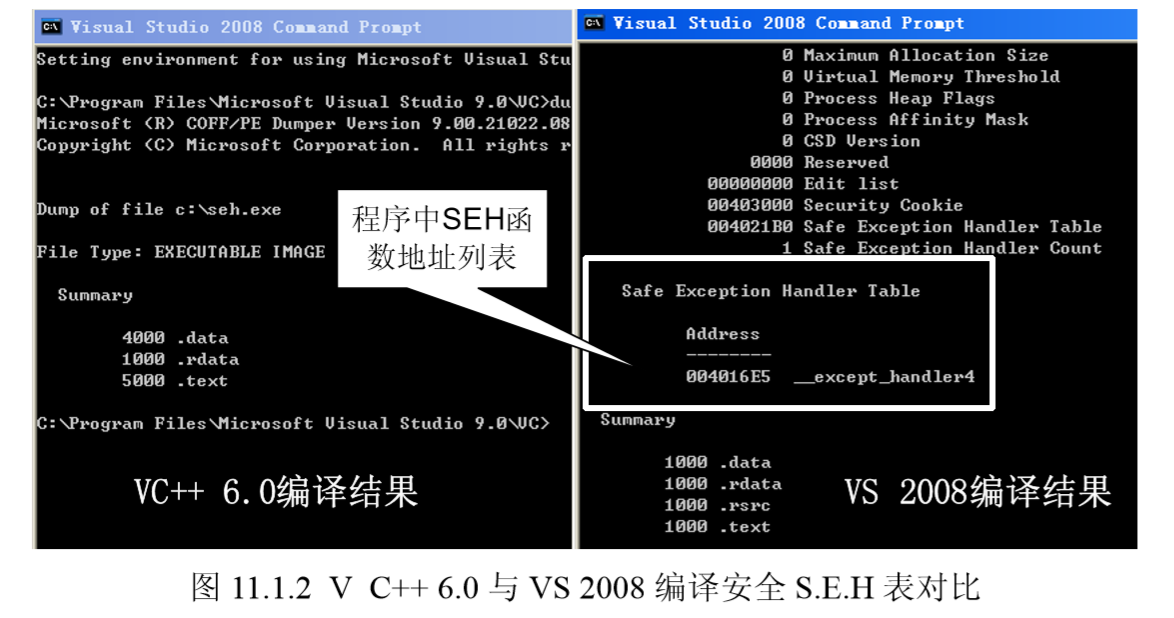 Visual Studio 2008 Command Prompt
Setting environment for using Microsoft Visual Stu
C:\Program Files\Microsoft Visual Studio 9.0\VC>du
Microsoft (R) COFF/PE Dumper Version 9.00.21022.08
Copyright (C) Microsoft Corporation.  All rights r
Dump of file c:\seh.exe
File Type: EXECUTABLE IMAGE
Summary
4000 .data
1000 .rdata
5000 .text
C:\Program Files\Microsoft Visual Studio 9.0\VC>
VC++ 6.0编译结果
程序中SEH函
数地址列表
Visual Studio 2008 Command Prompt
0 Maximum Allocation Size
0 Virtual Memory Threshold
0 Process Heap Flags
0 Process Affinity Mask
0 CSD Version
0000 Reserved
00000000 Edit list
00403000 Security Cookie
004021B0 Safe Exception Handler Table
1 Safe Exception Handler Count
Safe Exception Handler Table
Address
--------
004016E5  __except_handler4
Summary
1000 .data
1000 .rdata
1000 .rsrc
1000 .text
VS 2008编译结果
图 11.1.2 V C++ 6.0 与 VS 2008 编译安全 S.E.H 表对比